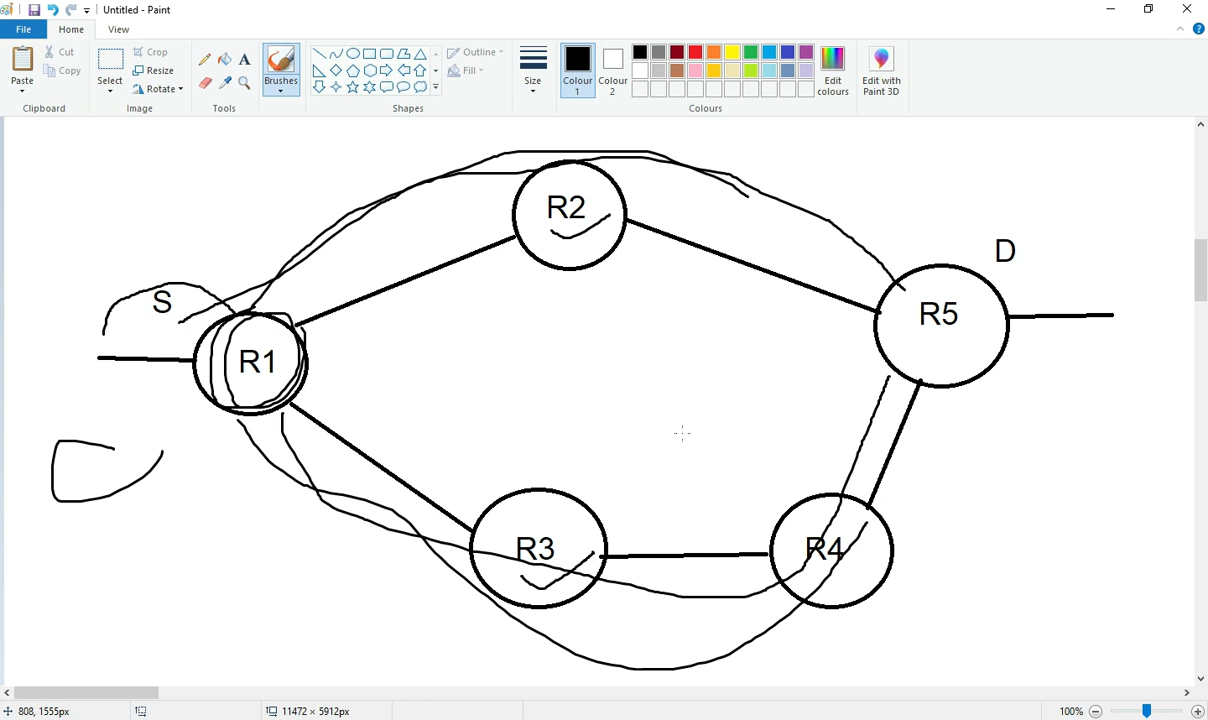 Untitled - Paint
File
Home
View
Paste
Cut
Copy
Clipboard
Select
Crop
Resize
Rotate
Image
A
Tools
Brushes
Outline
Fill
Shapes
Size
Colour 1
Colour 2
Edit colours
Colours
Edit with Paint 3D
R2
D
S
R5
R1
R3
R4
808, 1555px
11472 × 5912px
100%